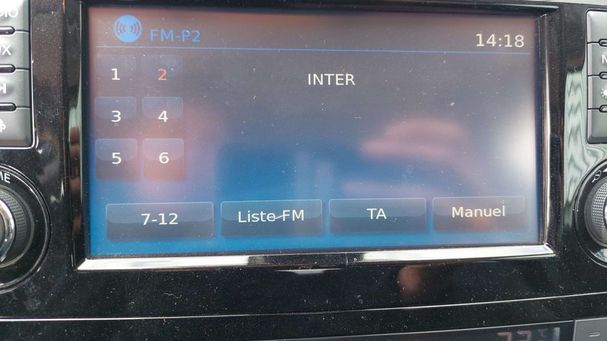 FM-P2
14:18
1 2
INTER
3 4
5 6
7-12 Liste FM TA Manuel